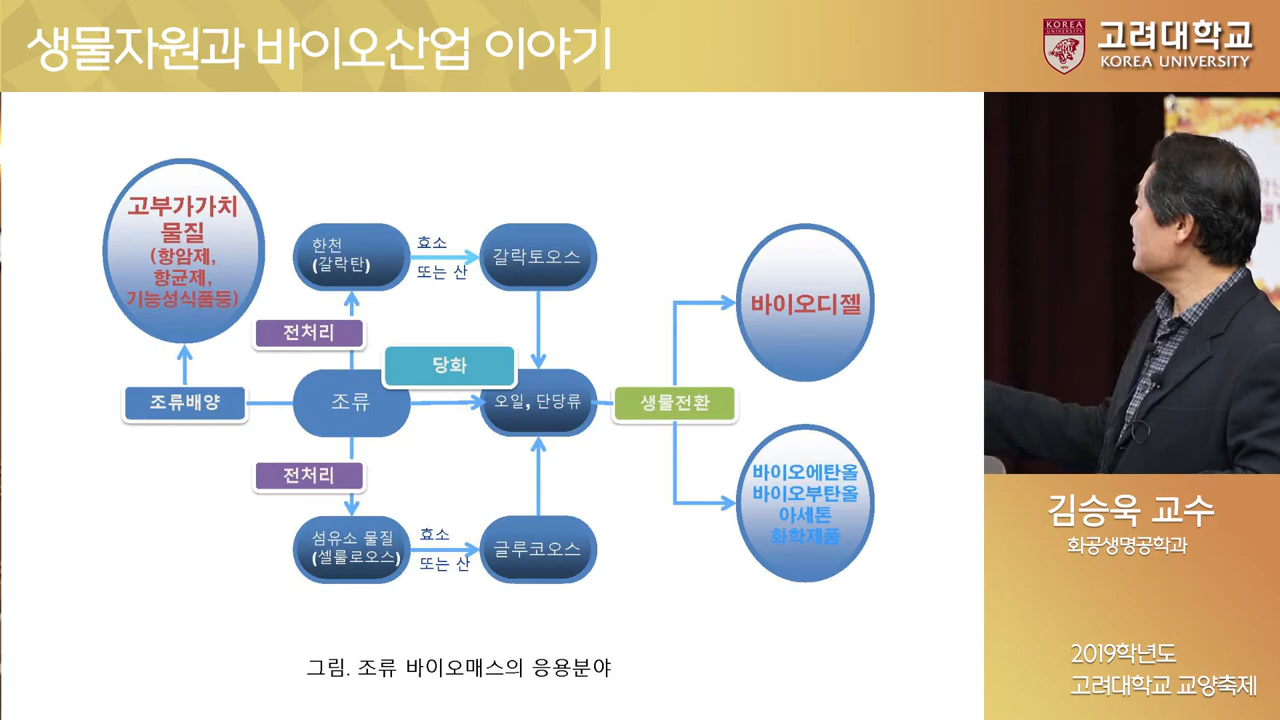 생물자원과 바이오산업 이야기
KOREA
UNIVERSITY
고려대학교
KOREA UNIVERSITY
고부가가치
물질
(항암제,
항균제,
기능성식품등)
한천
(갈락탄)
효소
또는 산
갈락토오스
전처리
당화
바이오디젤
조류배양
조류
오일, 단당류
생물전환
전처리
바이오에탄올
바이오부탄올
아세톤
화학제품
섬유소 물질
(셀룰로오스)
효소
또는 산
글루코오스
그림. 조류 바이오매스의 응용분야
김승욱 교수
화공생명공학과
2019학년도
고려대학교 교양축제